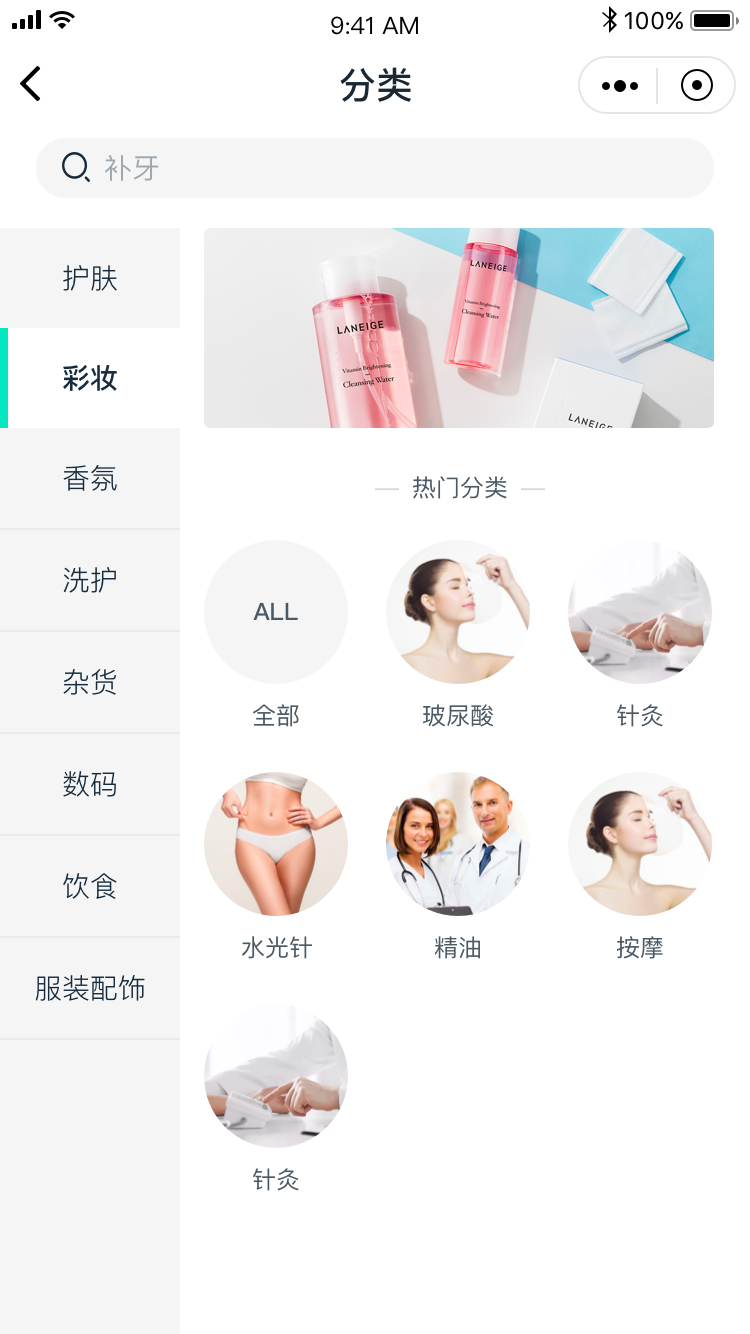 9:41 AM
100%
分类
补牙
护肤
彩妆
香氛
洗护
杂货
数码
饮食
服装配饰
LANEIGE
Vitamin Brightening
Cleansing Water
LANEIGE
Vitamin Brightening
Cleansing Water
LANEIGE
热门分类
ALL
全部
玻尿酸
针灸
水光针
精油
按摩
针灸